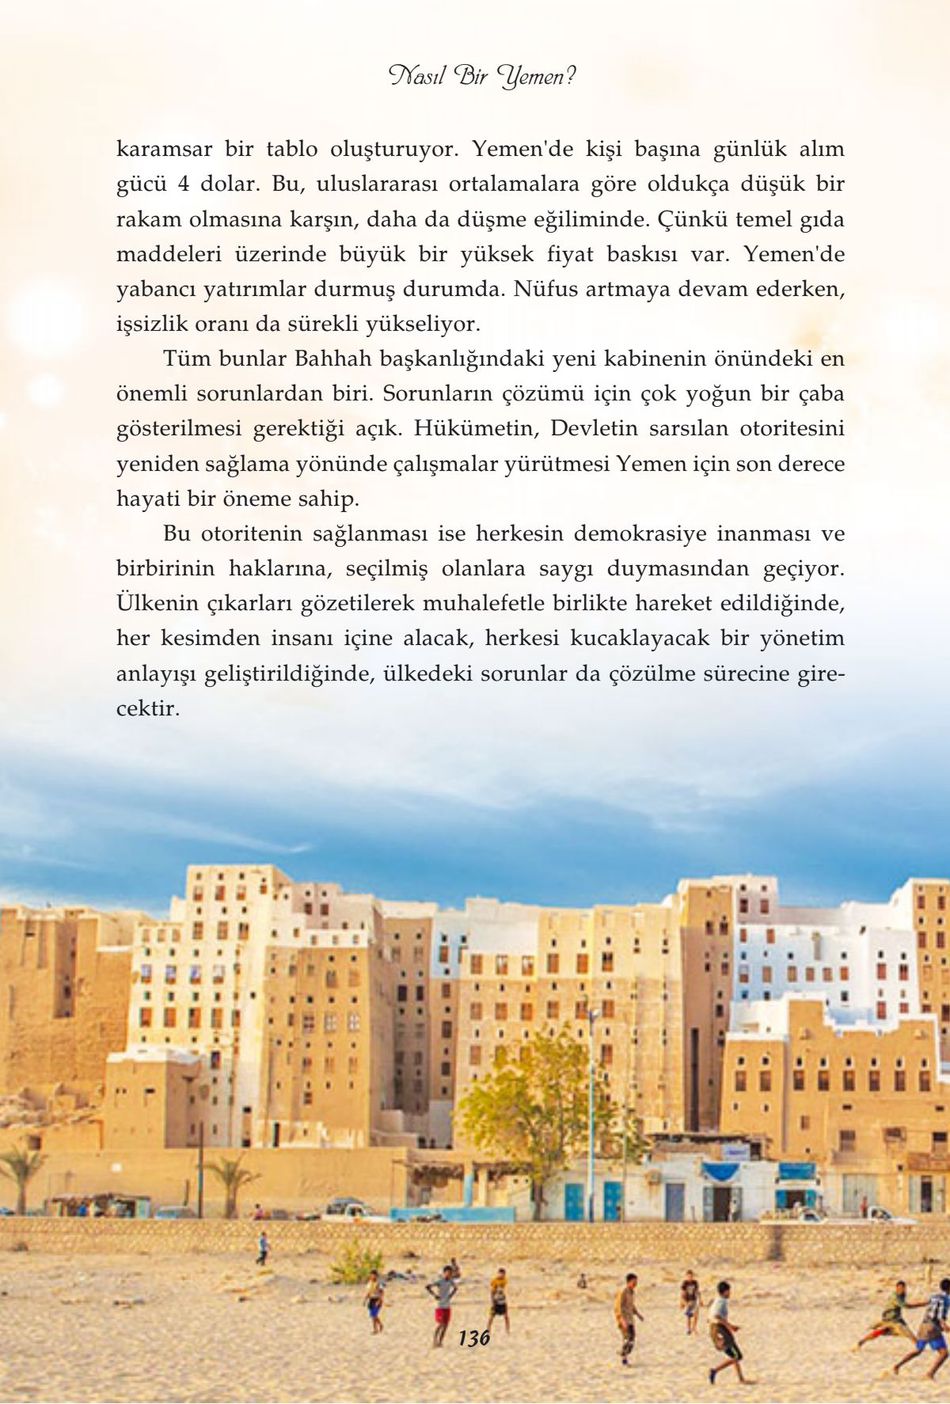 Nasıl Bir Yemen?
karamsar bir tablo oluşturuyor. Yemen'de kişi başına günlük alım
gücü 4 dolar. Bu, uluslararası ortalamalara göre oldukça düşük bir
rakam olmasına karşın, daha da düşme eğiliminde. Çünkü temel gıda
maddeleri üzerinde büyük bir yüksek fiyat baskısı var. Yemen'de
yabancı yatırımlar durmuş durumda. Nüfus artmaya devam ederken,
işsizlik oranı da sürekli yükseliyor.
Tüm bunlar Bahhah başkanlığındaki yeni kabinenin önündeki en
önemli sorunlardan biri. Sorunların çözümü için çok yoğun bir çaba
gösterilmesi gerektiği açık. Hükümetin, Devletin sarsılan otoritesini
yeniden sağlama yönünde çalışmalar yürütmesi Yemen için son derece
hayati bir öneme sahip.
Bu otoritenin sağlanması ise herkesin demokrasiye inanması ve
birbirinin haklarına, seçilmiş olanlara saygı duymasından geçiyor.
Ülkenin çıkarları gözetilerek muhalefetle birlikte hareket edildiğinde,
her kesimden insanı içine alacak, herkesi kucaklayacak bir yönetim
anlayışı geliştirildiğinde, ülkedeki sorunlar da çözülme sürecine gire-
cektir.
136